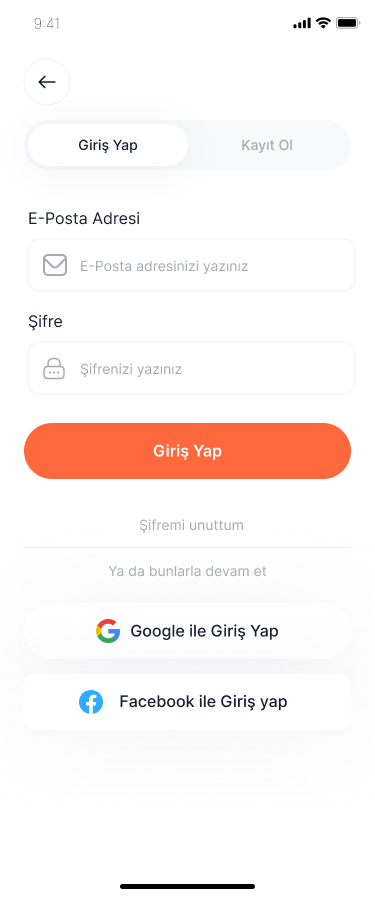 9:41
Giriş Yap
Kayıt Ol
E-Posta Adresi
E-Posta adresinizi yazınız
Şifre
Şifrenizi yazınız
Giriş Yap
Şifremi unuttum
Ya da bunlarla devam et
Google ile Giriş Yap
Facebook ile Giriş yap